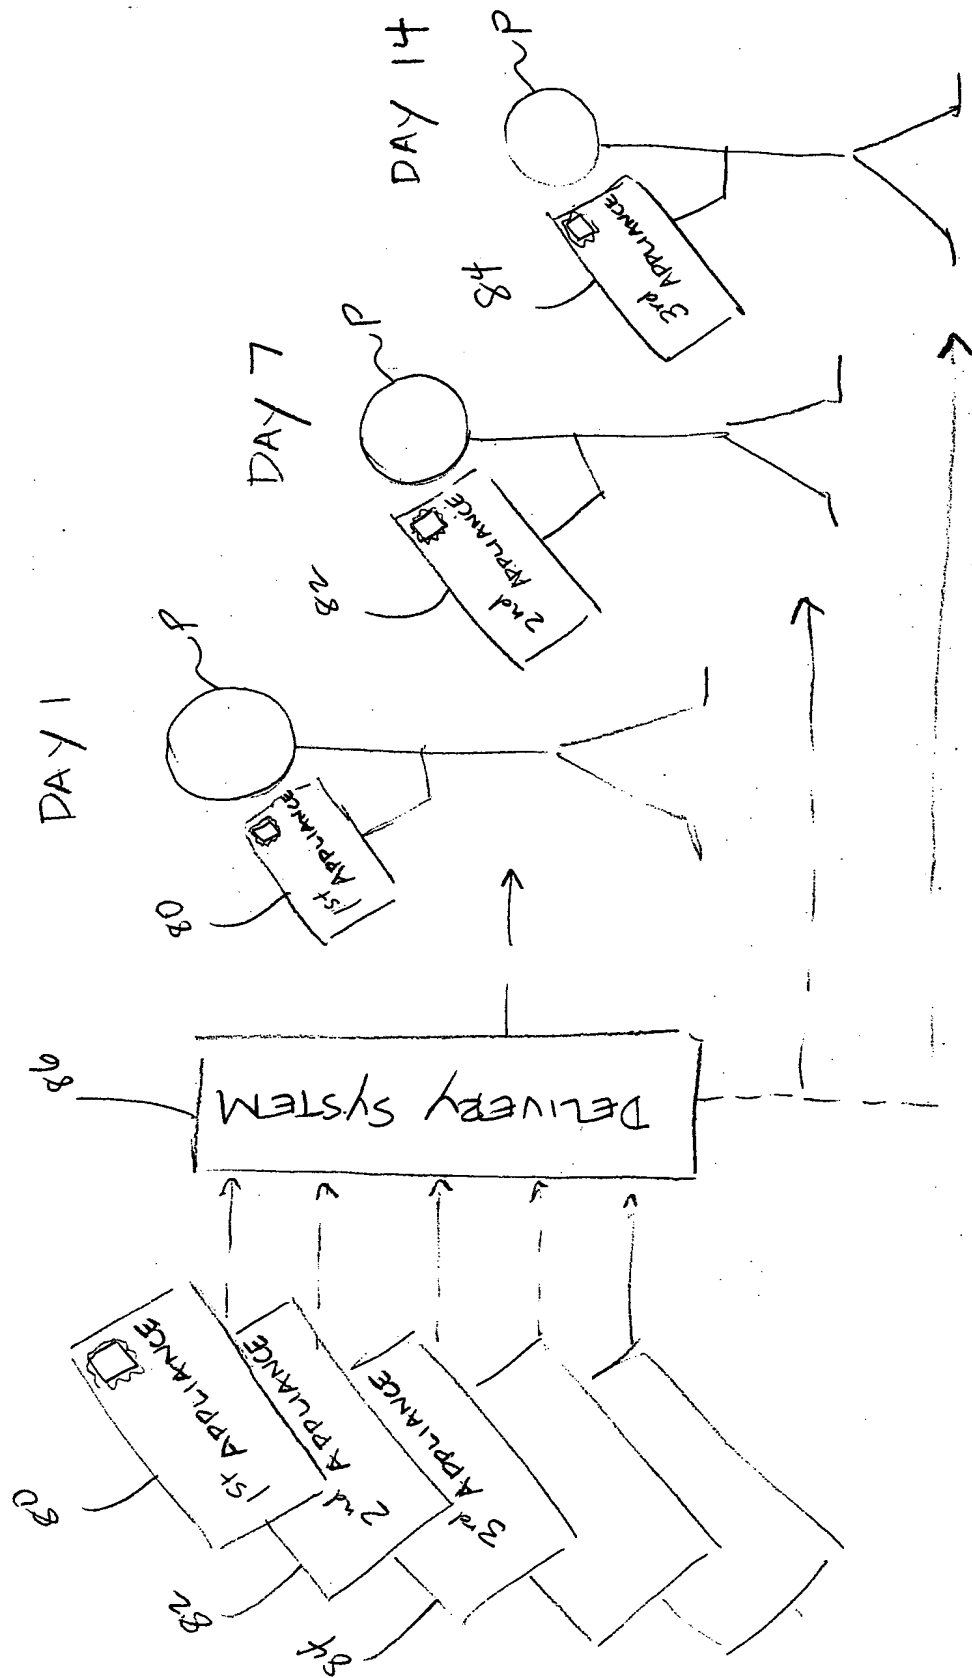 DAY 1
DAY 7
DAY 14
P
P
P
80
1st APPLIANCE
82
2nd APPLIANCE
84
3rd APPLIANCE
86
DELIVERY SYSTEM
80
1st APPLIANCE
82
2nd APPLIANCE
84
3rd APPLIANCE